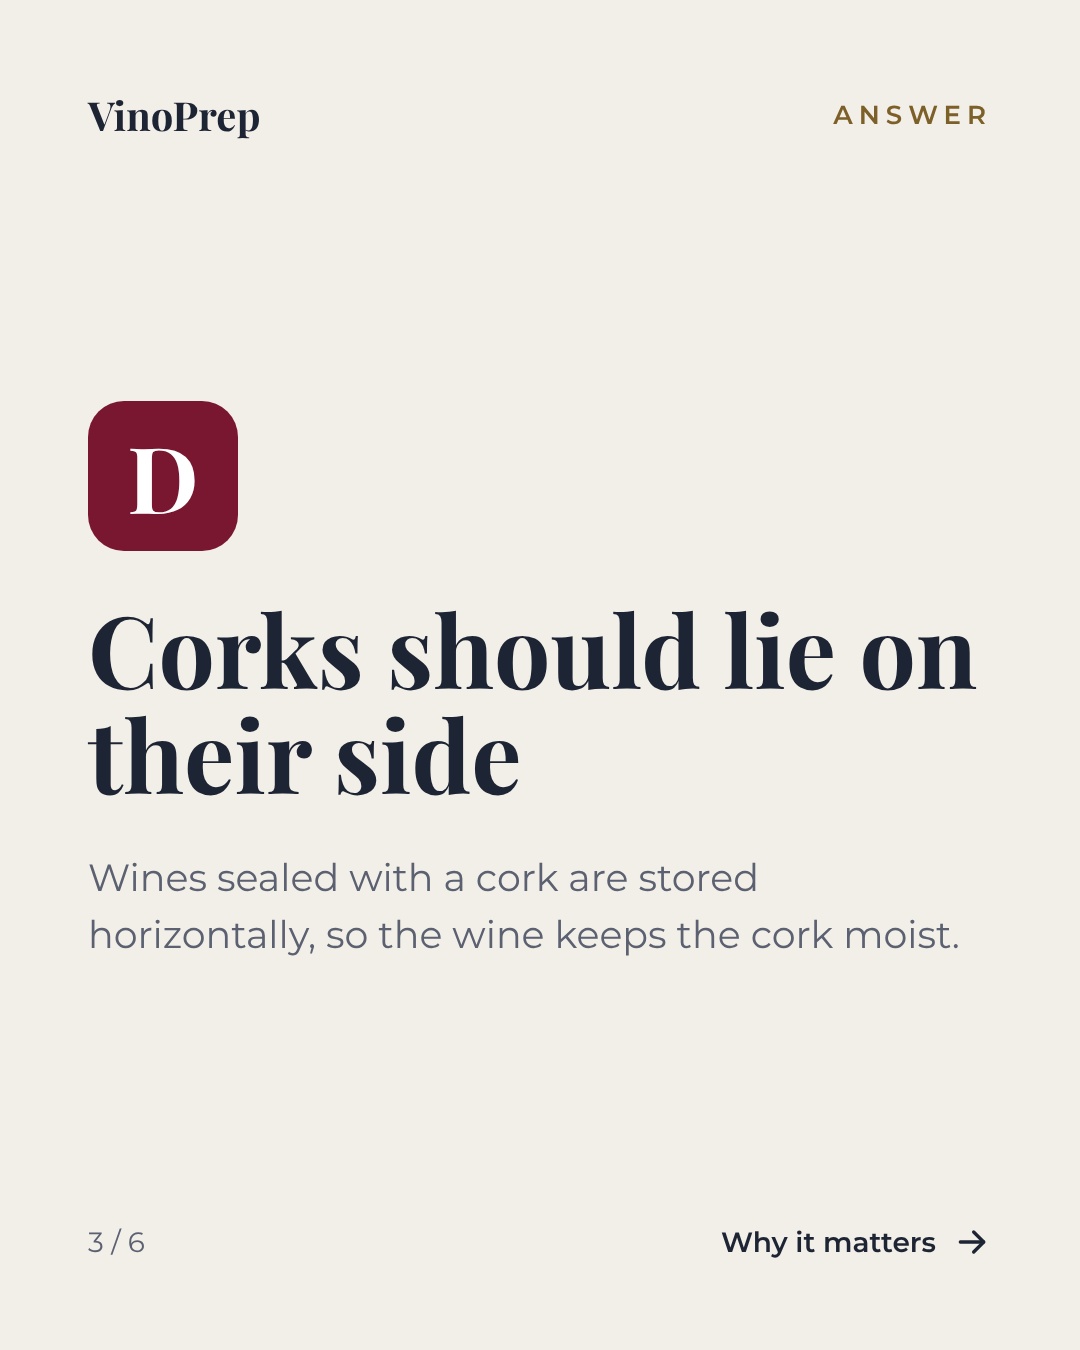 VinoPrep
ANSWER
D
Corks should lie on
their side
Wines sealed with a cork are stored
horizontally, so the wine keeps the cork moist.
3 / 6
Why it matters →